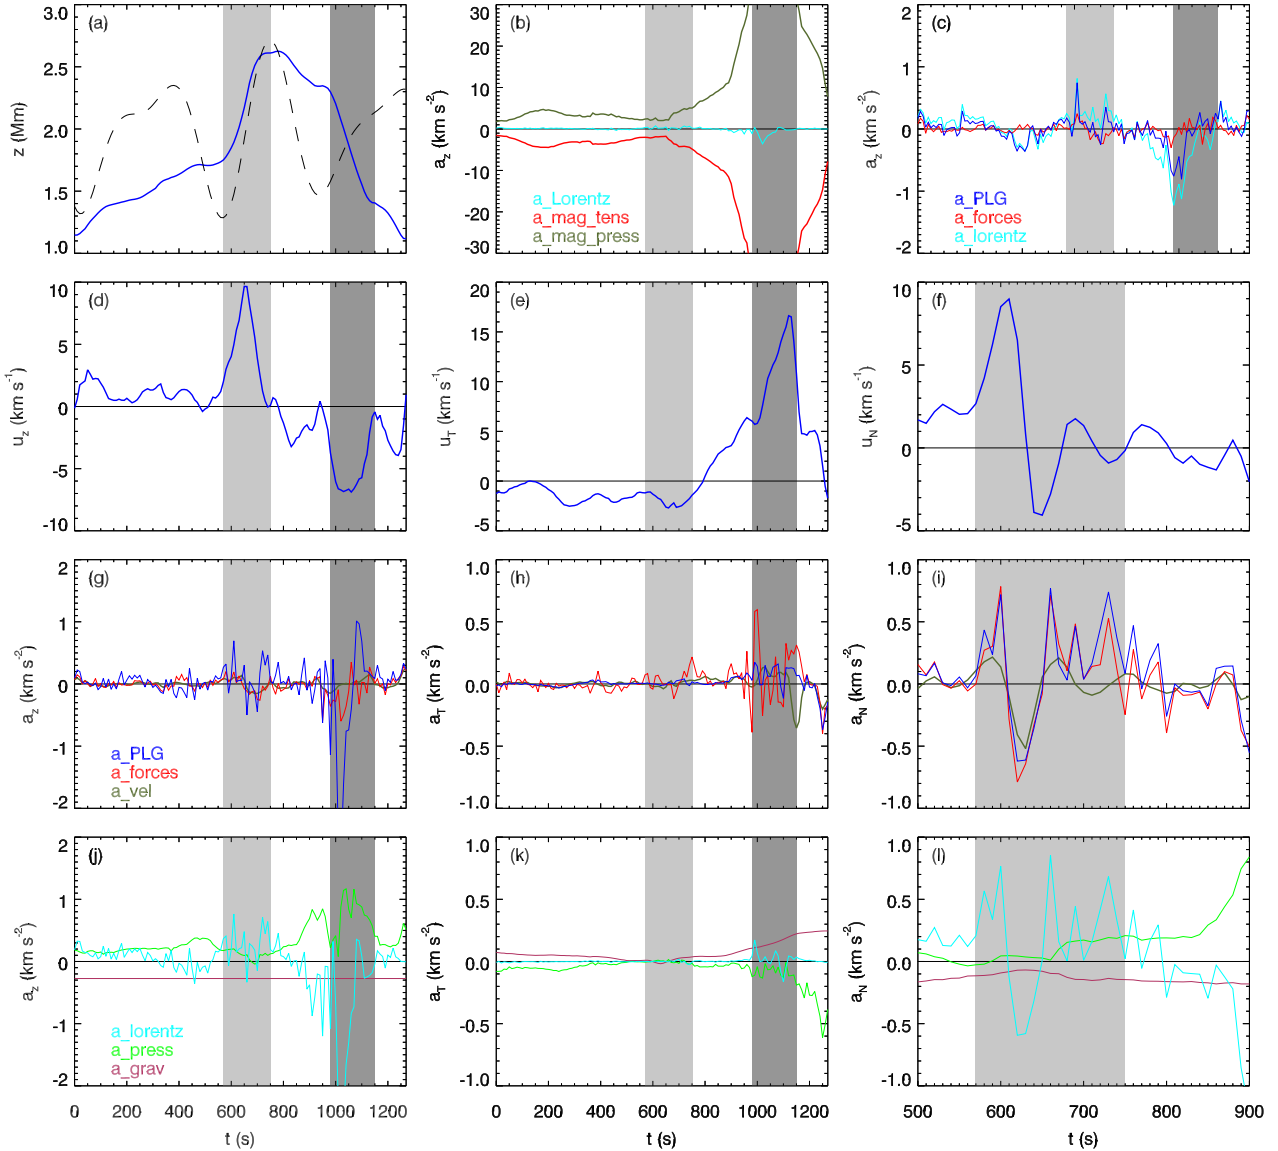 (a)
3.0
2.5
2.0
1.5
1.0
z (Mm)
(b)
30
20
10
0
-10
-20
-30
a_z (km s⁻²)
a_Lorentz
a_mag_tens
a_mag_press
(c)
2
1
0
-1
-2
a_z (km s⁻²)
a_PLG
a_forces
a_lorentz
(d)
10
5
0
-5
-10
u_z (km s⁻¹)
(e)
20
15
10
5
0
-5
u_T (km s⁻¹)
(f)
10
5
0
-5
u_N (km s⁻¹)
(g)
2
1
0
-1
-2
a_z (km s⁻²)
a_PLG
a_forces
a_vel
(h)
1.0
0.5
0.0
-0.5
-1.0
a_T (km s⁻²)
(i)
1.0
0.5
0.0
-0.5
-1.0
a_N (km s⁻²)
(j)
2
1
0
-1
-2
a_z (km s⁻²)
a_lorentz
a_press
a_grav
0 200 400 600 800 1000 1200
t (s)
(k)
1.0
0.5
0.0
-0.5
-1.0
a_T (km s⁻²)
0 200 400 600 800 1000 1200
t (s)
(l)
1.0
0.5
0.0
-0.5
-1.0
a_N (km s⁻²)
500 600 700 800 900
t (s)